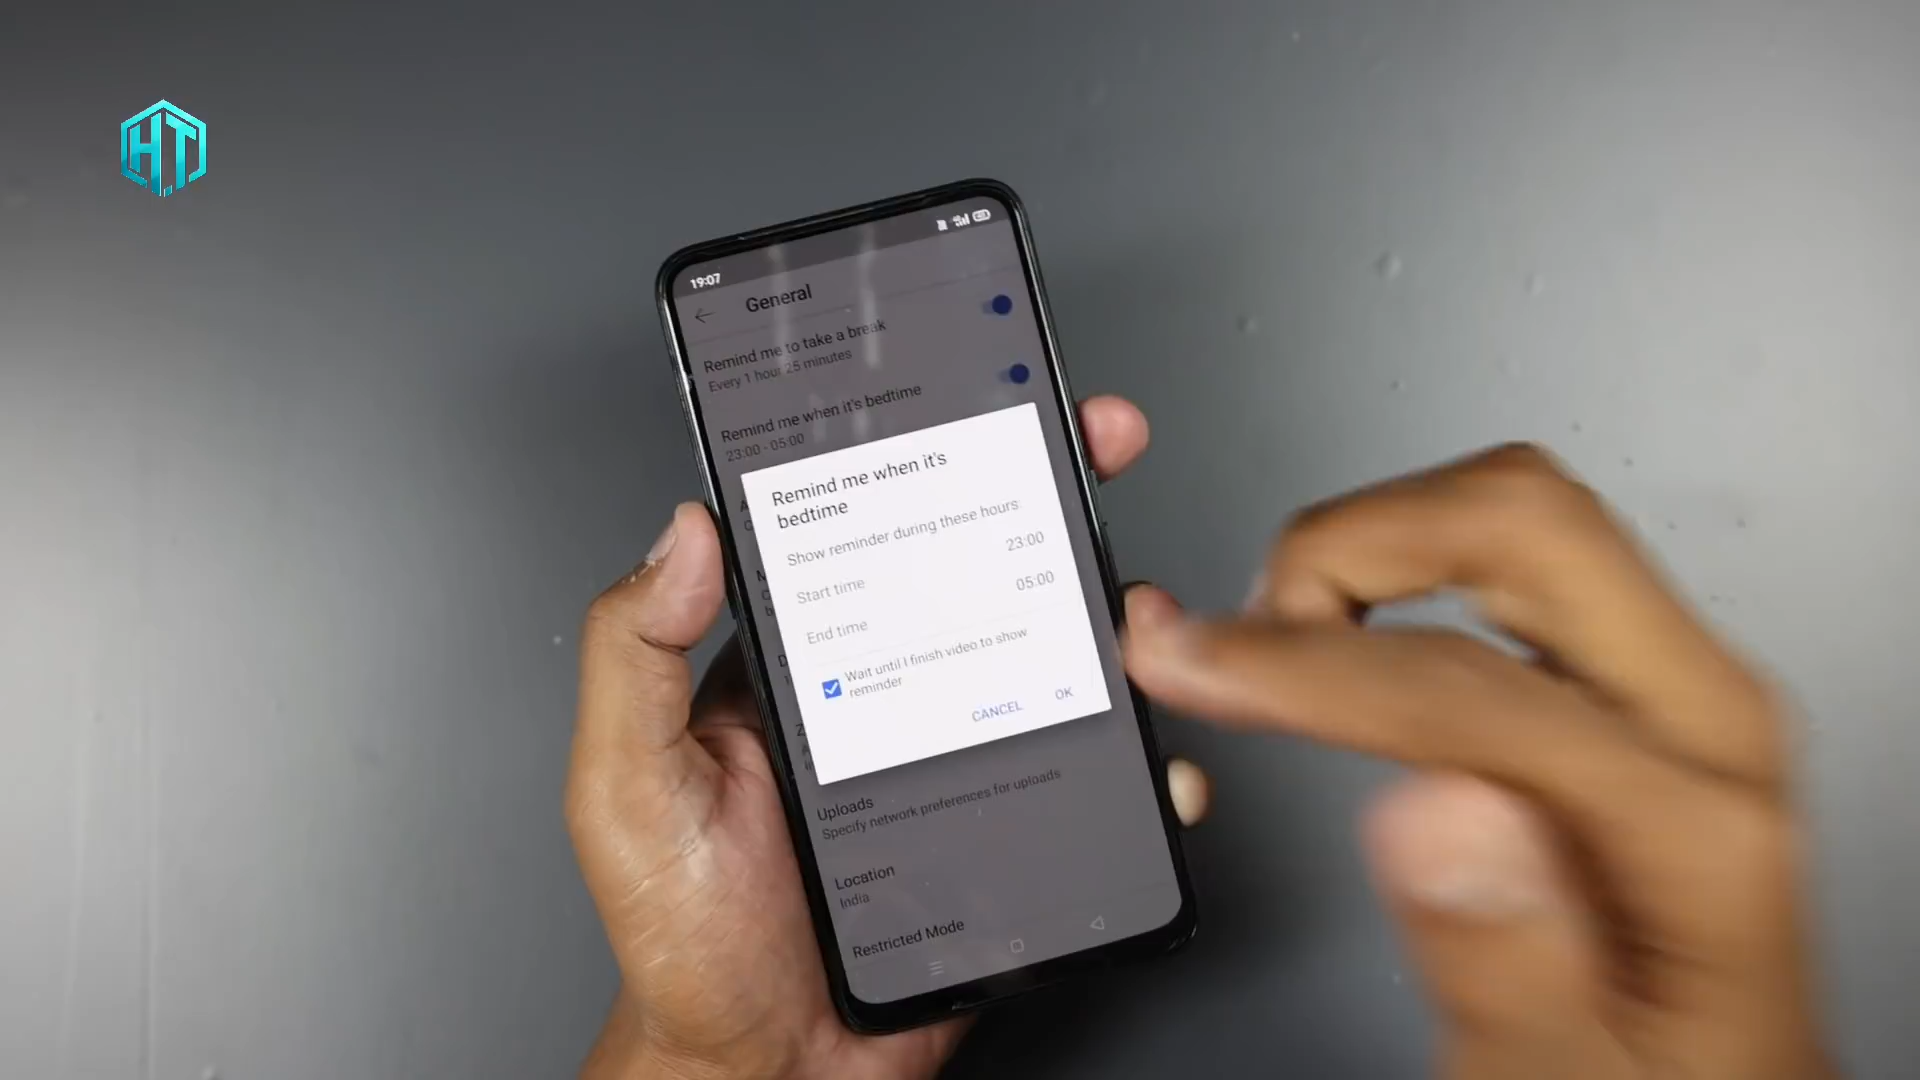 HT
19:07
General
Remind me to take a break
Every 1 hour 25 minutes
Remind me when it's bedtime
23:00 - 05:00
Remind me when it's
bedtime
Show reminder during these hours:
Start time
23:00
End time
05:00
Wait until I finish video to show
reminder
CANCEL
OK
Uploads
Specify network preferences for uploads
Location
India
Restricted Mode